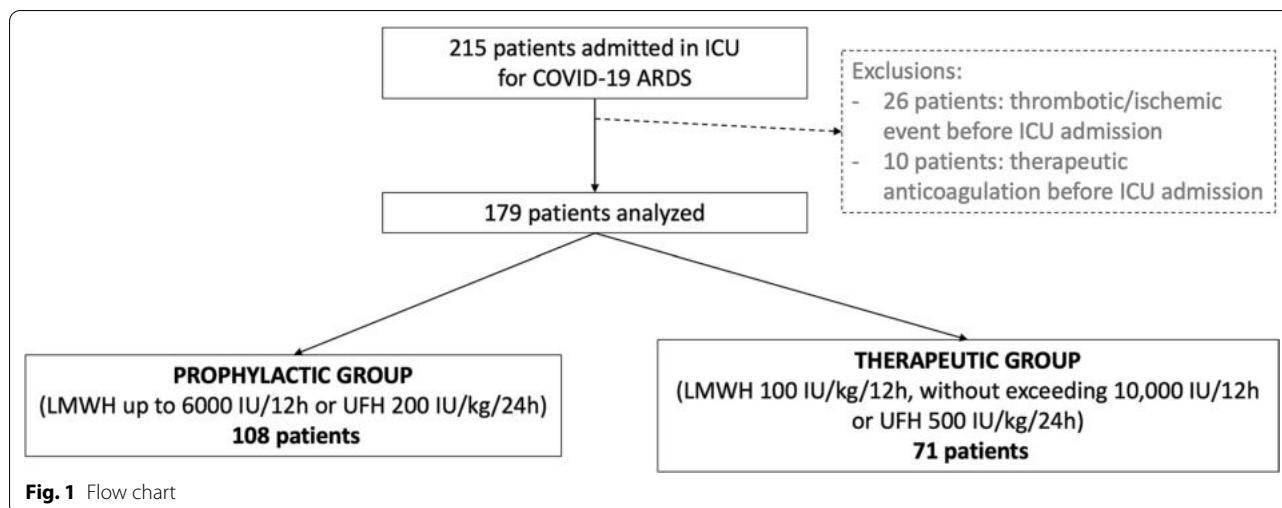 215 patients admitted in ICU
for COVID-19 ARDS
Exclusions:
- 26 patients: thrombotic/ischemic
event before ICU admission
- 10 patients: therapeutic
anticoagulation before ICU admission
179 patients analyzed
PROPHYLACTIC GROUP
(LMWH up to 6000 IU/12h or UFH 200 IU/kg/24h)
108 patients
THERAPEUTIC GROUP
(LMWH 100 IU/kg/12h, without exceeding 10,000 IU/12h
or UFH 500 IU/kg/24h)
71 patients
Fig. 1 Flow chart